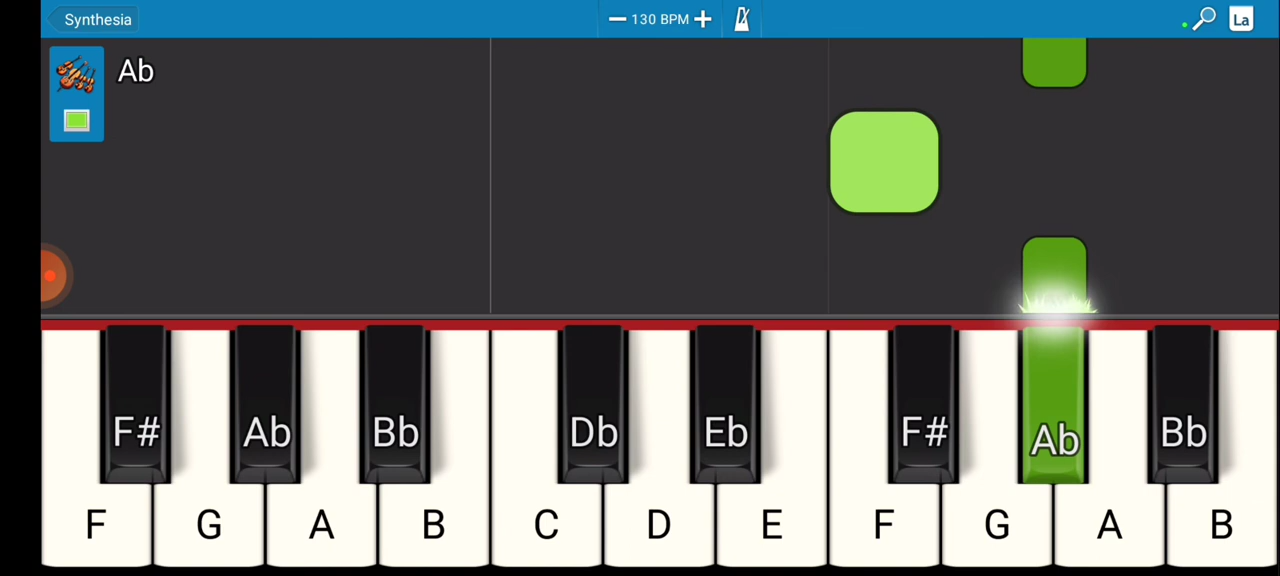 Synthesia
130 BPM
La
Ab
F# Ab Bb Db Eb F# Ab Bb
F G A B C D E F G A B